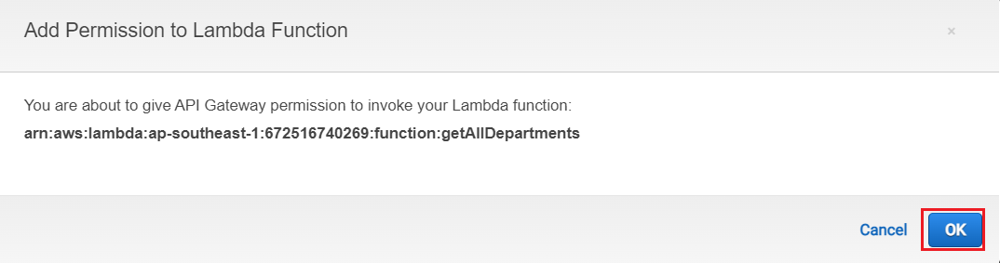 Add Permission to Lambda Function
×
You are about to give API Gateway permission to invoke your Lambda function:
arn:aws:lambda:ap-southeast-1:672516740269:function:getAllDepartments
Cancel OK